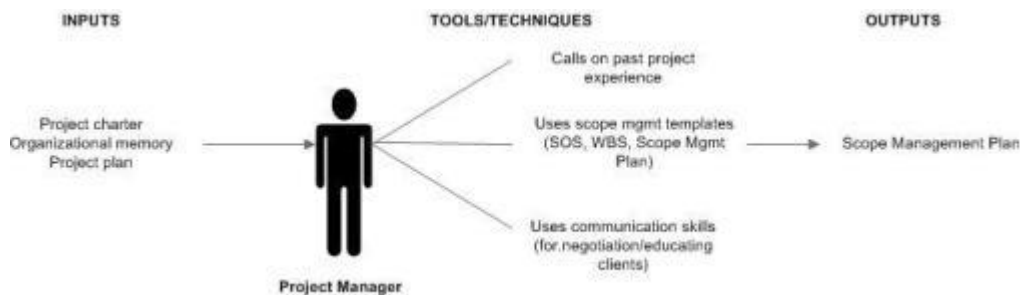 INPUTS
TOOLS/TECHNIQUES
OUTPUTS
Calls on past project
experience
Project charter
Organizational memory
Project plan
Uses scope mgmt templates
(SOS, WBS, Scope Mgmt
Plan)
Scope Management Plan
Uses communication skills
(for negotiation/educating
clients)
Project Manager